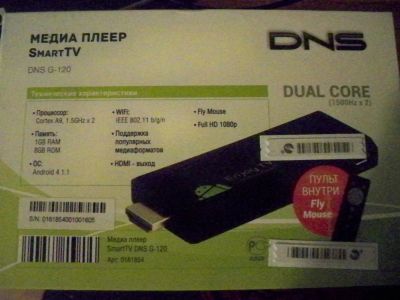 МЕДИА ПЛЕЕР
SMARTTV
DNS G-120
DNS
DUAL CORE
(1500Hz x 2)
Технические характеристики
• Процессор:
Cortex A9, 1.5GHz x 2
• Память:
1GB RAM
8GB ROM
• ОС:
Android 4.1.1
• WIFI:
IEEE 802.11 b/g/n
• Поддержка
популярных
медиаформатов
• HDMI - выход
• Fly Mouse
• Full HD 1080p
ПУЛЬТ
ВНУТРИ
Fly
Mouse
S/N: 0161854001001605
Медиа плеер
SmartTV DNS G-120
Арт. 0161854